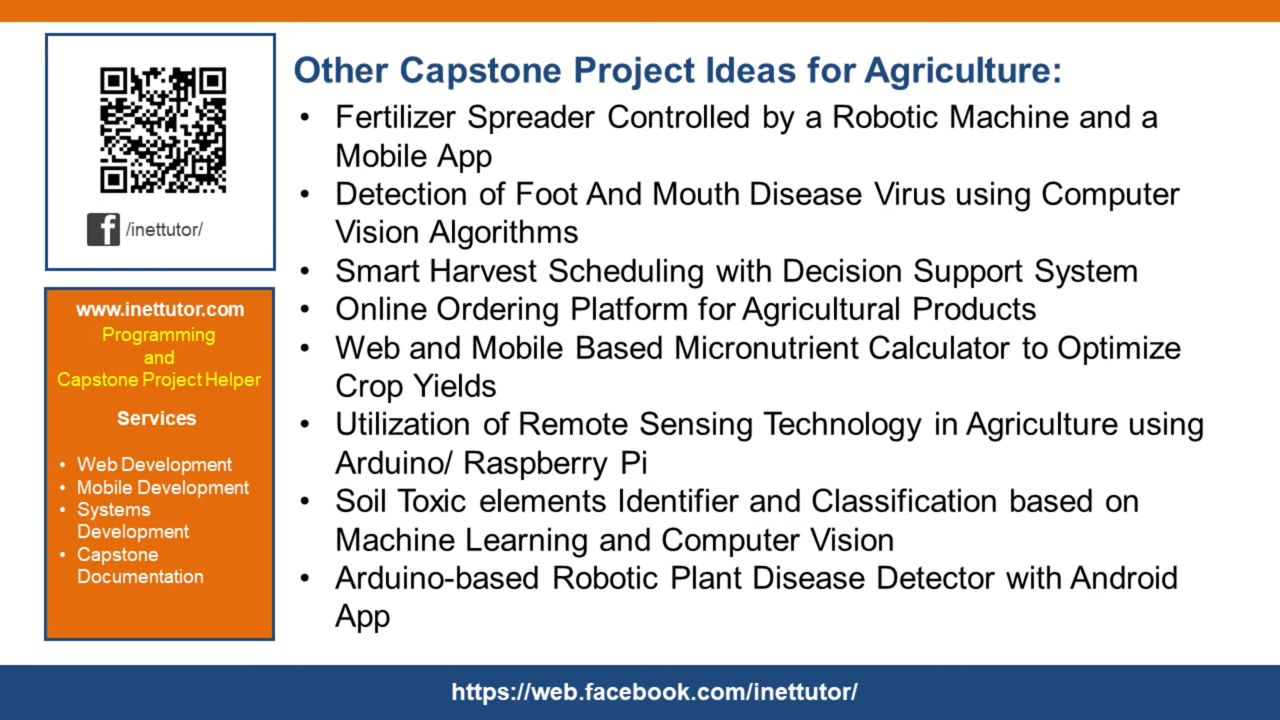 /inettutor/
www.inettutor.com
Programming
and
Capstone Project Helper
Services
• Web Development
• Mobile Development
• Systems
Development
• Capstone
Documentation
Other Capstone Project Ideas for Agriculture:
• Fertilizer Spreader Controlled by a Robotic Machine and a
Mobile App
• Detection of Foot And Mouth Disease Virus using Computer
Vision Algorithms
• Smart Harvest Scheduling with Decision Support System
• Online Ordering Platform for Agricultural Products
• Web and Mobile Based Micronutrient Calculator to Optimize
Crop Yields
• Utilization of Remote Sensing Technology in Agriculture using
Arduino/ Raspberry Pi
• Soil Toxic elements Identifier and Classification based on
Machine Learning and Computer Vision
• Arduino-based Robotic Plant Disease Detector with Android
App
https://web.facebook.com/inettutor/